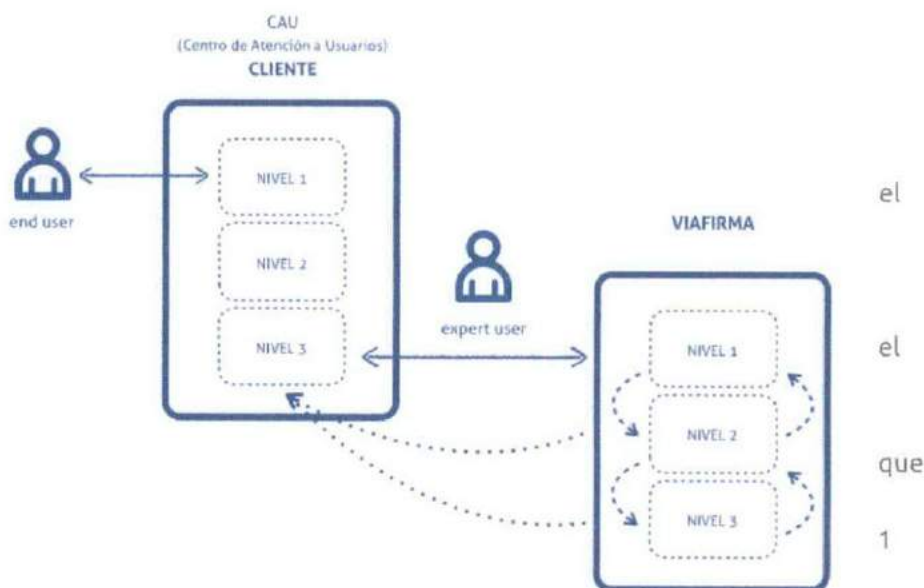 CAU
(Centro de Atención a Usuarios)
CLIENTE
NIVEL 1
end user
NIVEL 2
NIVEL 3
expert user
VIAFIRMA
NIVEL 1
NIVEL 2
NIVEL 3
el
el
que
1